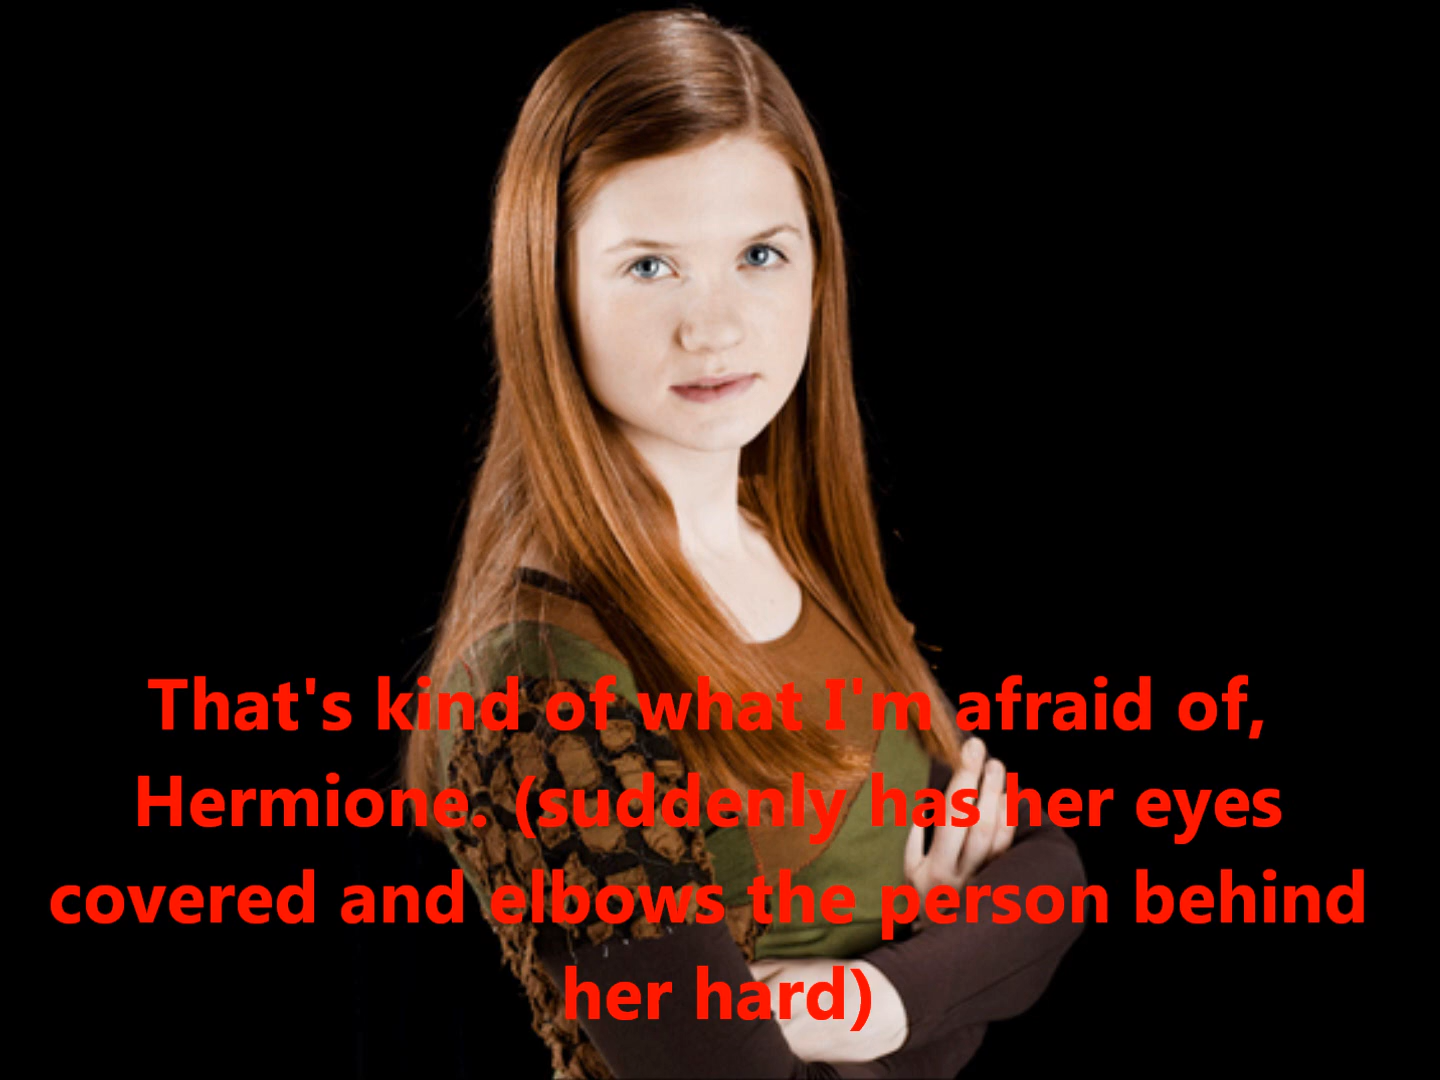 That's kind of what I'm afraid of,
Hermione. (suddenly has her eyes
covered and elbows the person behind
her hard)